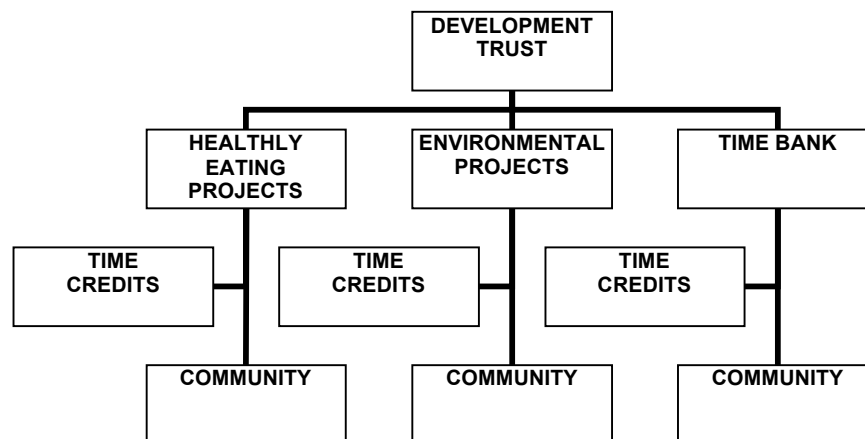 DEVELOPMENT
TRUST
HEALTHLY
EATING
PROJECTS
ENVIRONMENTAL
PROJECTS
TIME BANK
TIME
CREDITS
TIME
CREDITS
TIME
CREDITS
COMMUNITY
COMMUNITY
COMMUNITY